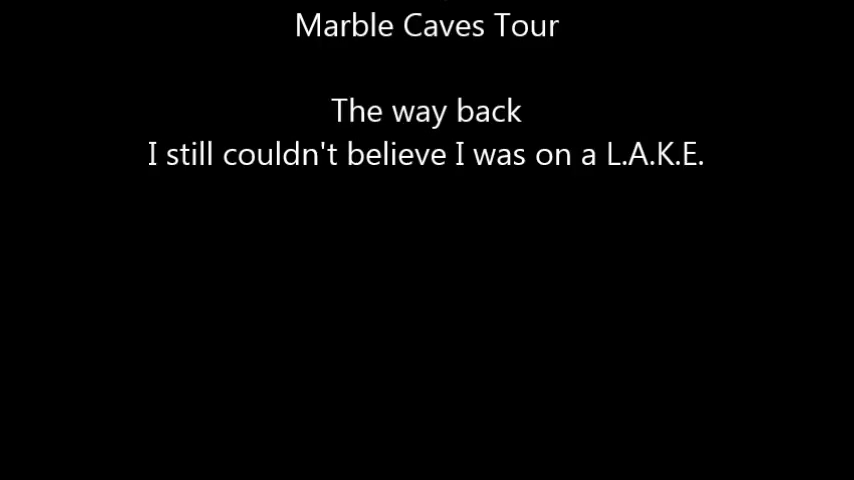 Marble Caves Tour
The way back
I still couldn't believe I was on a L.A.K.E.